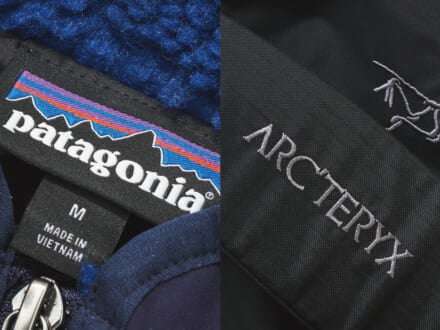 patagonia®
M
MADE IN
VIETNAM
ARC'TERYX